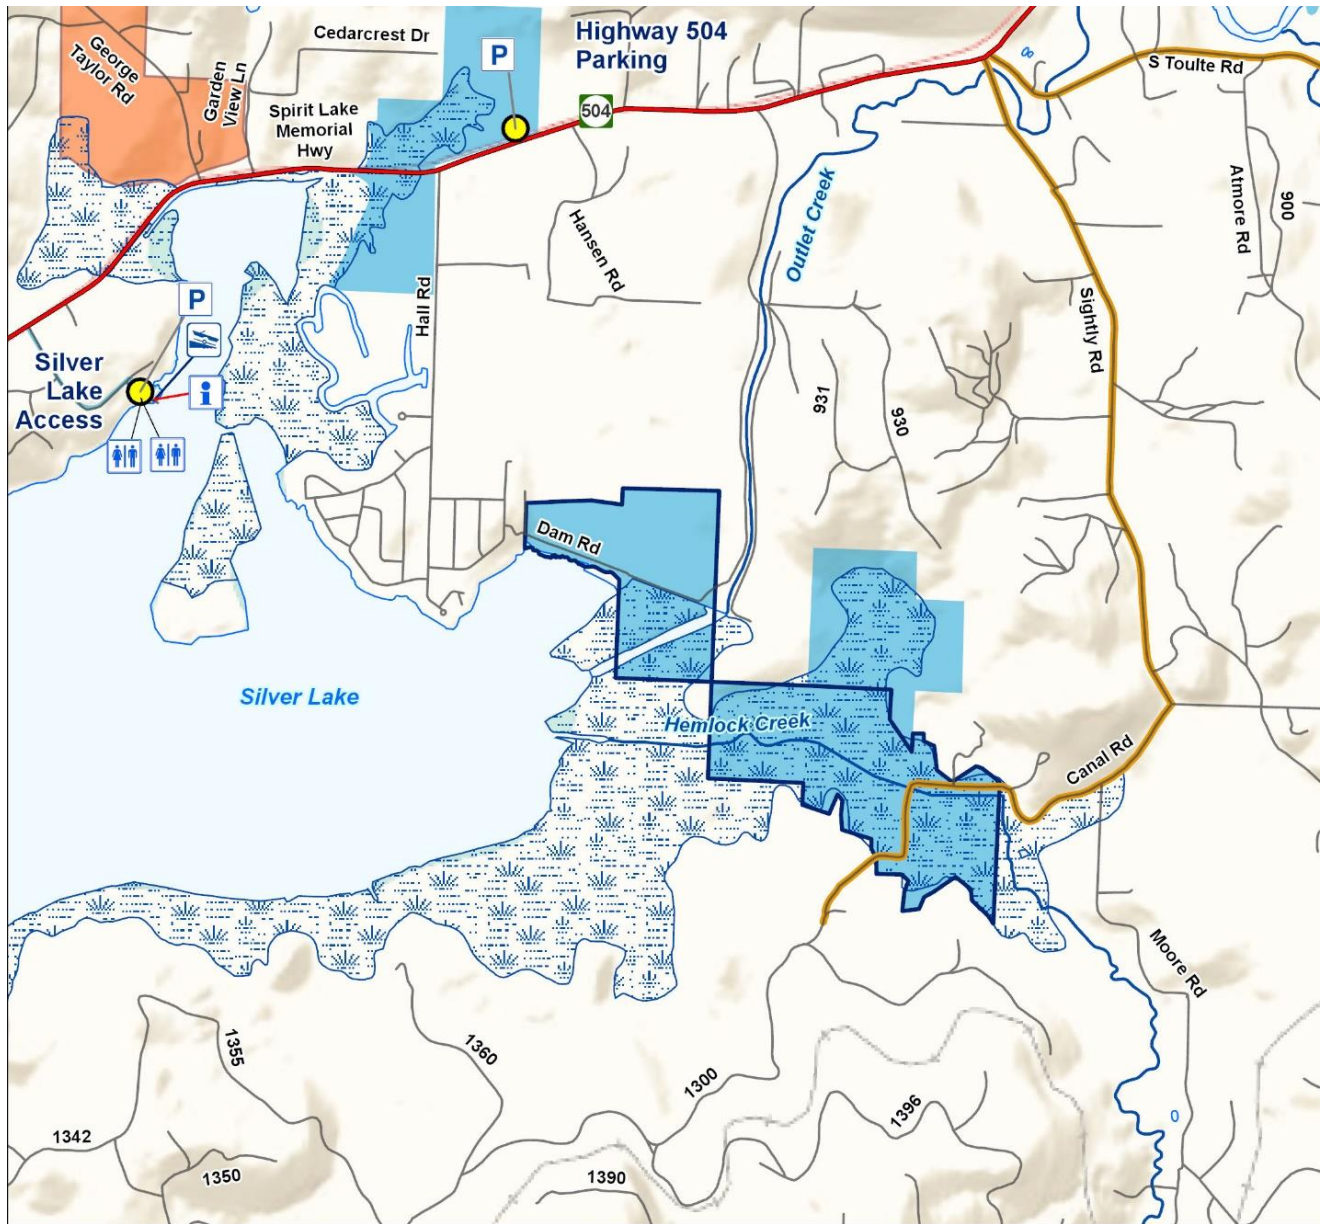 George
Taylor Rd
Garden
View Ln
Cedarcrest Dr
Spirit Lake
Memorial
Hwy
P
Highway 504
Parking
504
S Toulte Rd
Atmore Rd
900
Outlet Creek
Hansen Rd
Hall Rd
Sightly Rd
P
Silver
Lake
Access
i
931
930
Dam Rd
Silver Lake
Hemlock Creek
Canal Rd
Moore Rd
1355
1360
1300
1396
1342
1350
1390